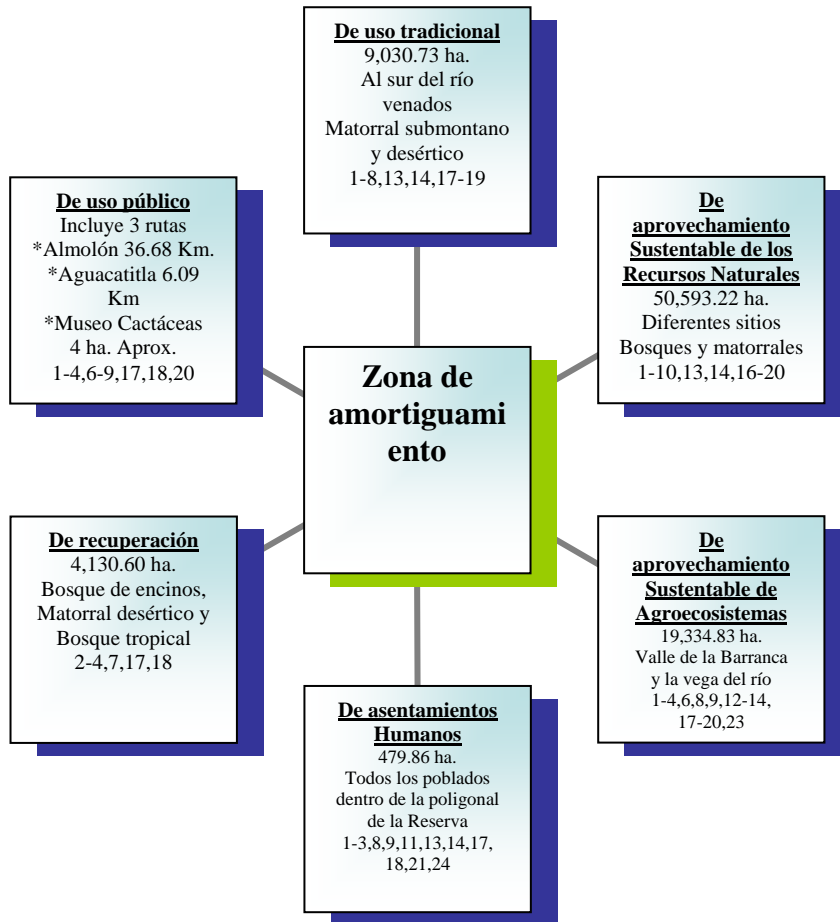 De uso tradicional
9,030.73 ha.
Al sur del río
venados
Matorral submontano
y desértico
1-8,13,14,17-19
De uso público
Incluye 3 rutas
*Almolón 36.68 Km.
*Aguacatitla 6.09
Km
*Museo Cactáceas
4 ha. Aprox.
1-4,6-9,17,18,20
De
aprovechamiento
Sustentable de los
Recursos Naturales
50,593.22 ha.
Diferentes sitios
Bosques y matorrales
1-10,13,14,16-20
Zona de
amortiguami
ento
De recuperación
4,130.60 ha.
Bosque de encinos,
Matorral desértico y
Bosque tropical
2-4,7,17,18
De
aprovechamiento
Sustentable de
Agroecosistemas
19,334.83 ha.
Valle de la Barranca
y la vega del río
1-4,6,8,9,12-14,
17-20,23
De asentamientos
Humanos
479.86 ha.
Todos los poblados
dentro de la poligonal
de la Reserva
1-3,8,9,11,13,14,17,
18,21,24